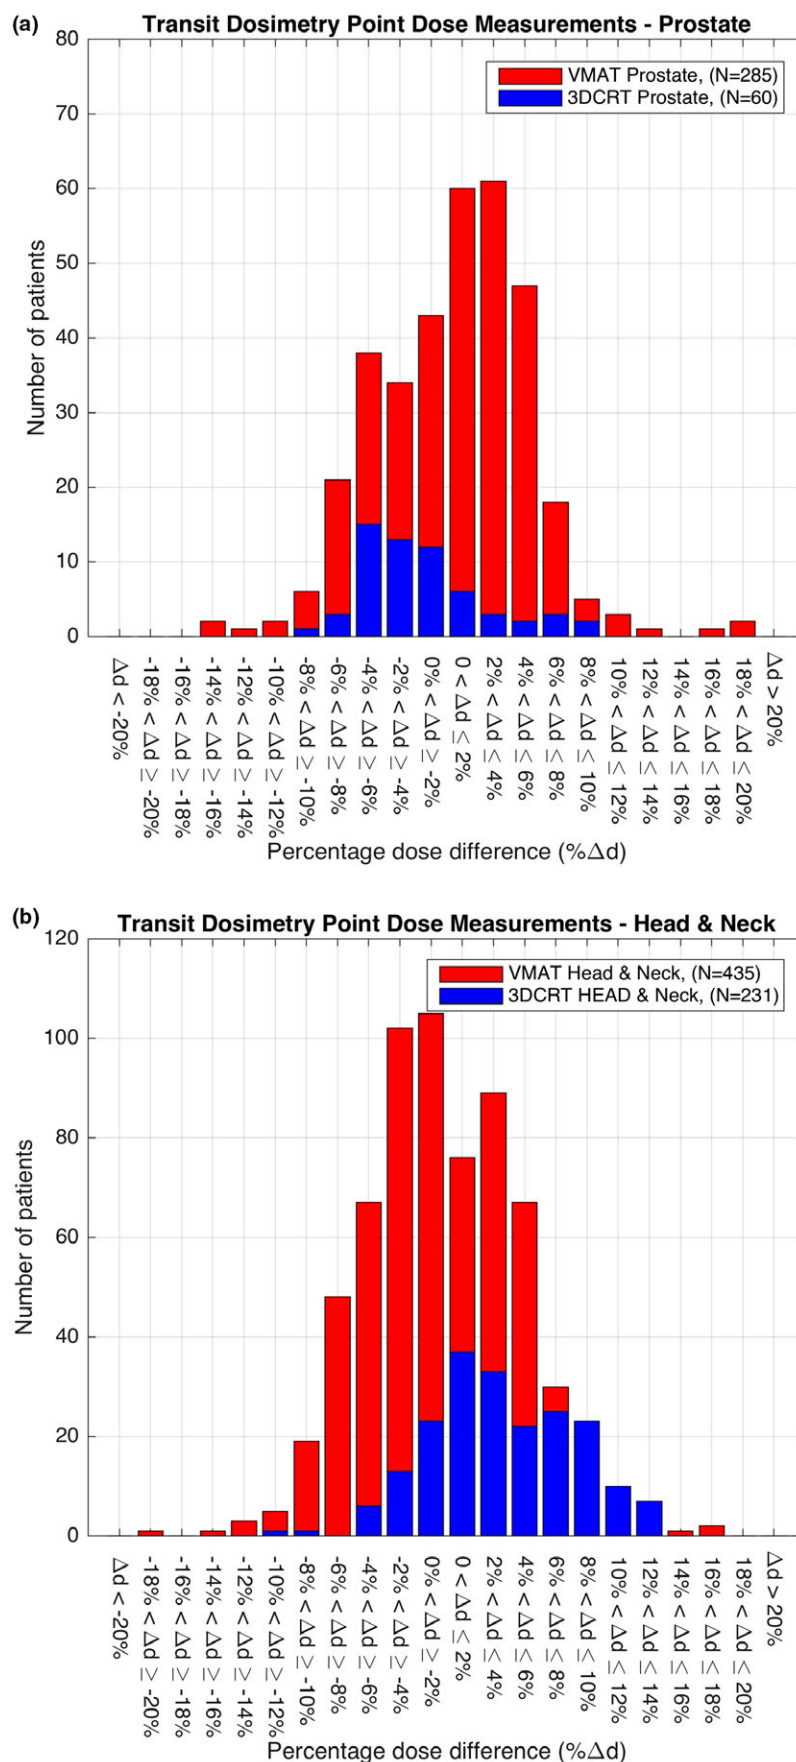 (a)
Transit Dosimetry Point Dose Measurements - Prostate
VMAT Prostate, (N=285)
3DCRT Prostate, (N=60)
80
70
60
50
40
30
20
10
0
Number of patients
Δd < -20%
-18% < Δd ≥ -20%
-16% < Δd ≥ -18%
-14% < Δd ≥ -16%
-12% < Δd ≥ -14%
-10% < Δd ≥ -12%
-8% < Δd ≥ -10%
-6% < Δd ≥ -8%
-4% < Δd ≥ -6%
-2% < Δd ≥ -4%
0% < Δd ≥ -2%
0 < Δd ≤ 2%
2% < Δd ≤ 4%
4% < Δd ≤ 6%
6% < Δd ≤ 8%
8% < Δd ≤ 10%
10% < Δd ≤ 12%
12% < Δd ≤ 14%
14% < Δd ≤ 16%
16% < Δd ≤ 18%
18% < Δd ≤ 20%
Δd > 20%
Percentage dose difference (%Δd)
(b)
Transit Dosimetry Point Dose Measurements - Head & Neck
VMAT Head & Neck, (N=435)
3DCRT HEAD & Neck, (N=231)
120
100
80
60
40
20
0
Number of patients
Δd < -20%
-18% < Δd ≥ -20%
-16% < Δd ≥ -18%
-14% < Δd ≥ -16%
-12% < Δd ≥ -14%
-10% < Δd ≥ -12%
-8% < Δd ≥ -10%
-6% < Δd ≥ -8%
-4% < Δd ≥ -6%
-2% < Δd ≥ -4%
0% < Δd ≥ -2%
0 < Δd ≤ 2%
2% < Δd ≤ 4%
4% < Δd ≤ 6%
6% < Δd ≤ 8%
8% < Δd ≤ 10%
10% < Δd ≤ 12%
12% < Δd ≤ 14%
14% < Δd ≤ 16%
16% < Δd ≤ 18%
18% < Δd ≤ 20%
Δd > 20%
Percentage dose difference (%Δd)